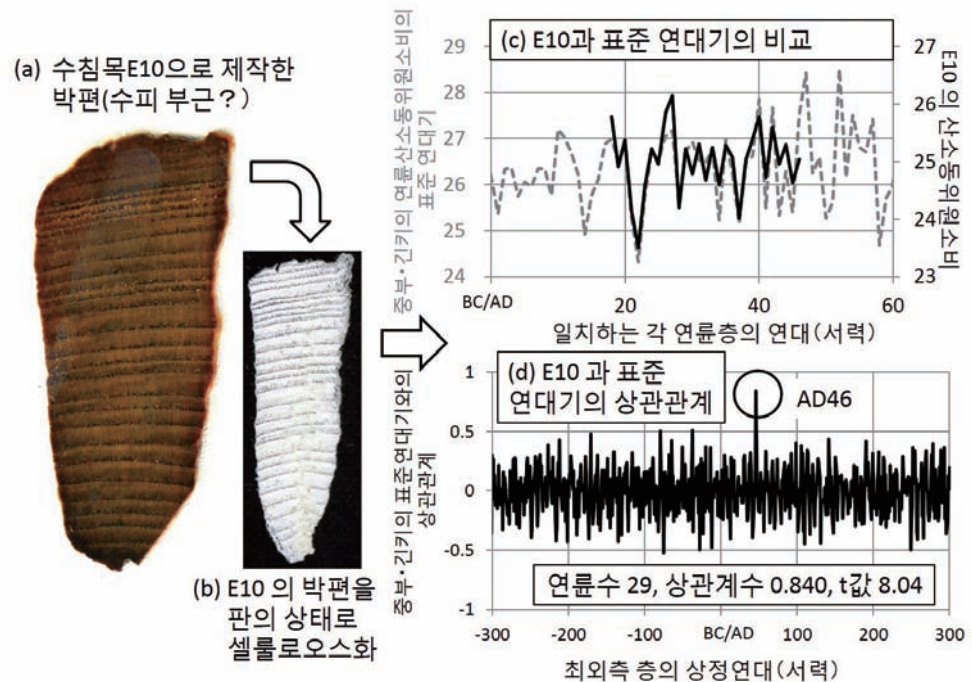 (a) 수침목E10으로 제작한
박편(수피 부근?)
(b) E10 의 박편을
판의 상태로
셀룰로오스화
(c) E10과 표준 연대기의 비교
중부·긴키의 연륜산소동위원소비의
표준 연대기
29
28
27
26
25
24
E10의 산소동위원소비
27
26
25
24
23
BC/AD
20
40
60
일치하는 각 연륜층의 연대(서력)
(d) E10 과 표준
연대기의 상관관계
AD46
중부·긴키의 표준연대기와의
상관관계
1
0.5
0
-0.5
-1
연륜수 29, 상관계수 0.840, t값 8.04
-300
-200
-100
BC/AD
100
200
300
최외측 층의 상정연대(서력)